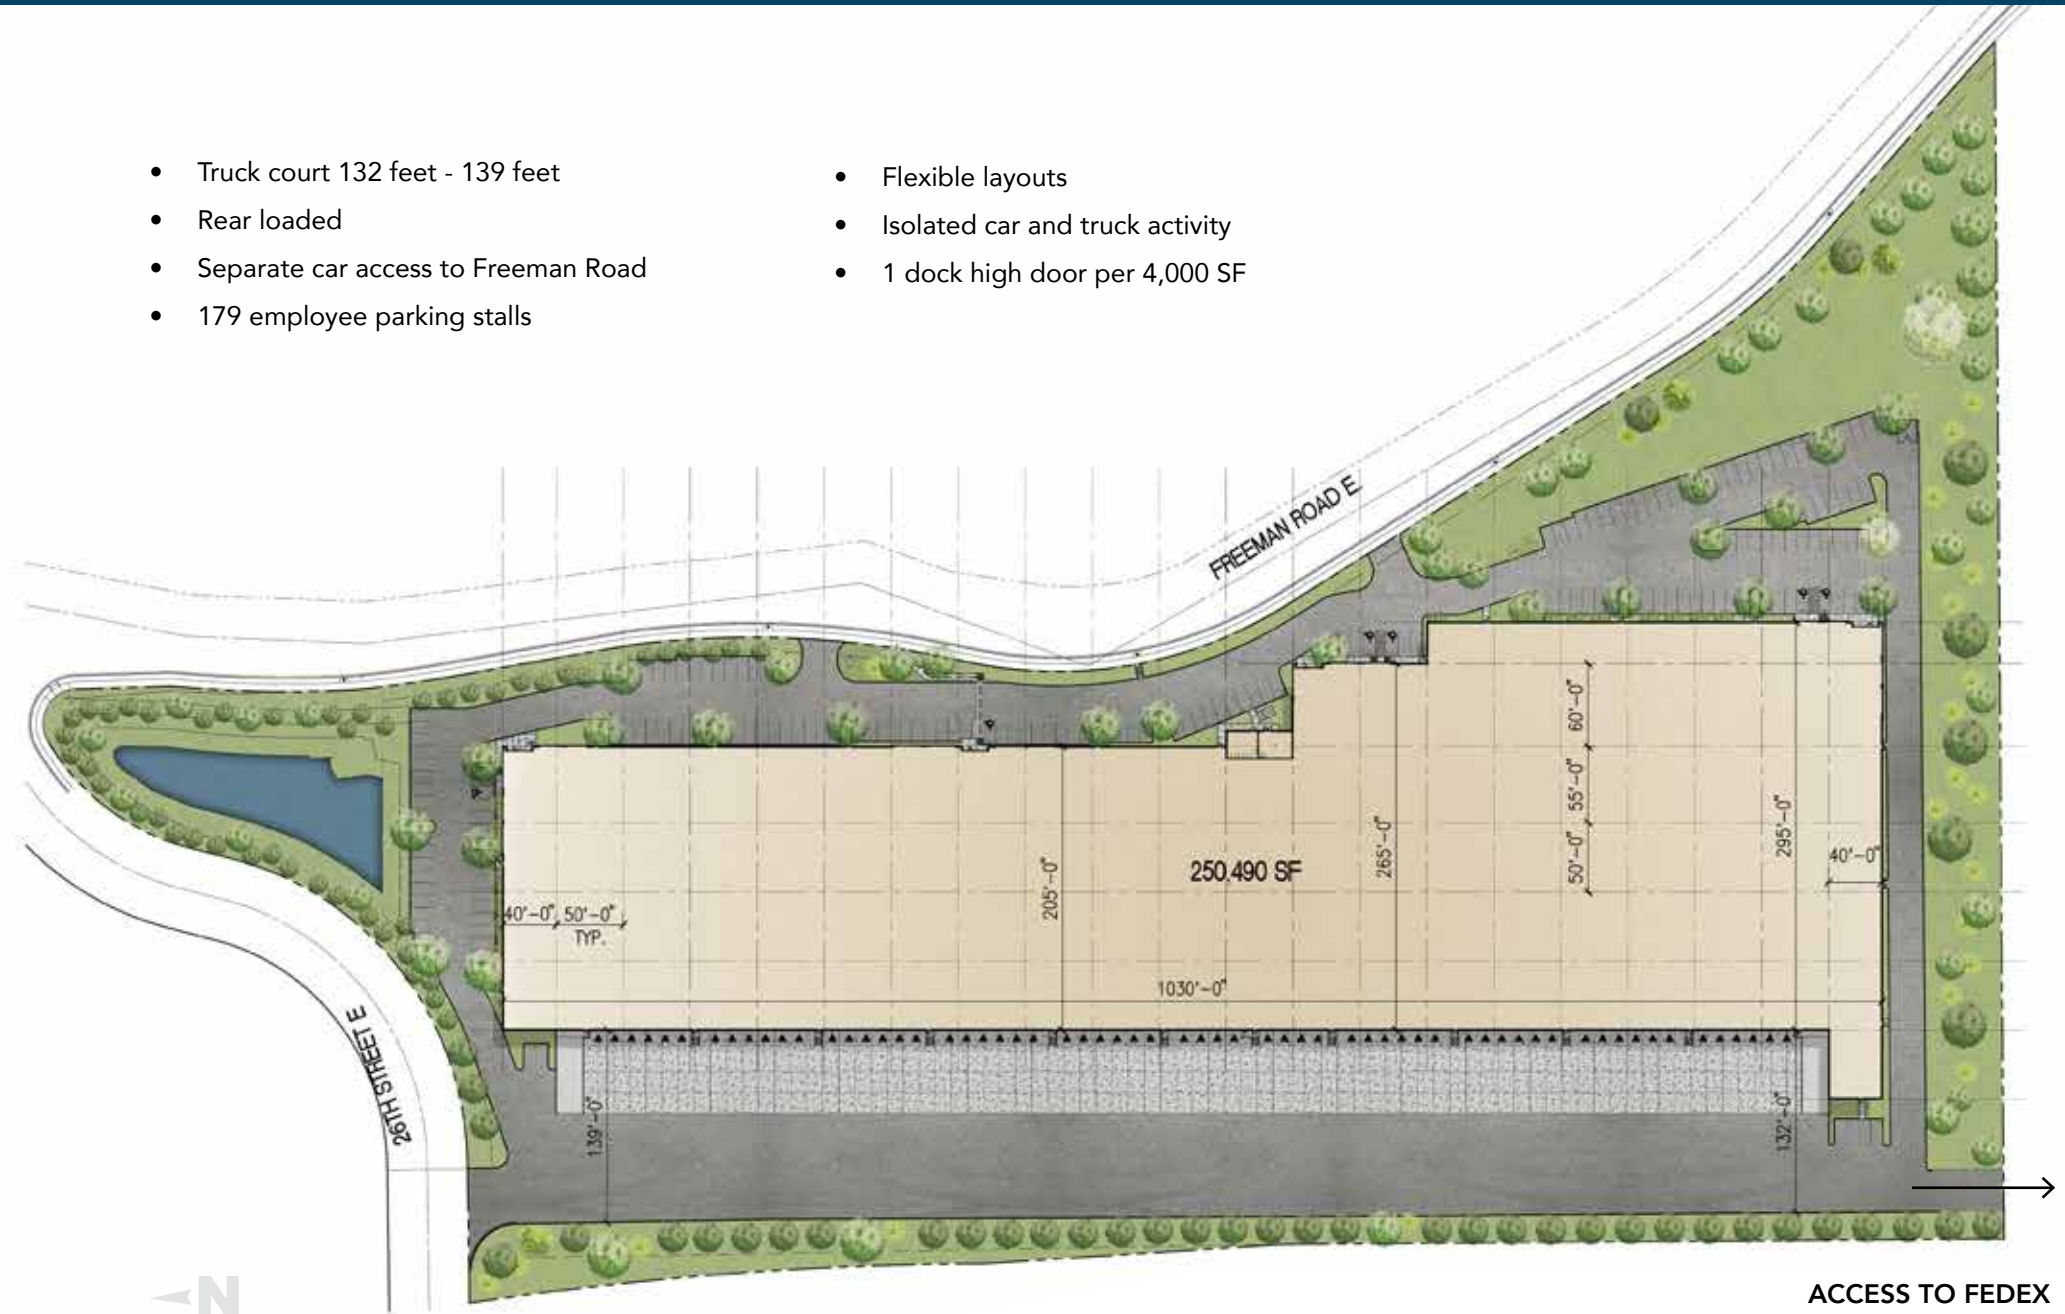 • Truck court 132 feet - 139 feet
• Rear loaded
• Separate car access to Freeman Road
• 179 employee parking stalls
• Flexible layouts
• Isolated car and truck activity
• 1 dock high door per 4,000 SF
FREEMAN ROAD E.
60'-0"
55'-0"
50'-0"
265'-0"
295'-0"
40'-0"
205'-0"
250.490 SF
40'-0" 50'-0"
TYP.
1030'-0"
26TH STREET E
139'-0"
132'-0"
N
ACCESS TO FEDEX